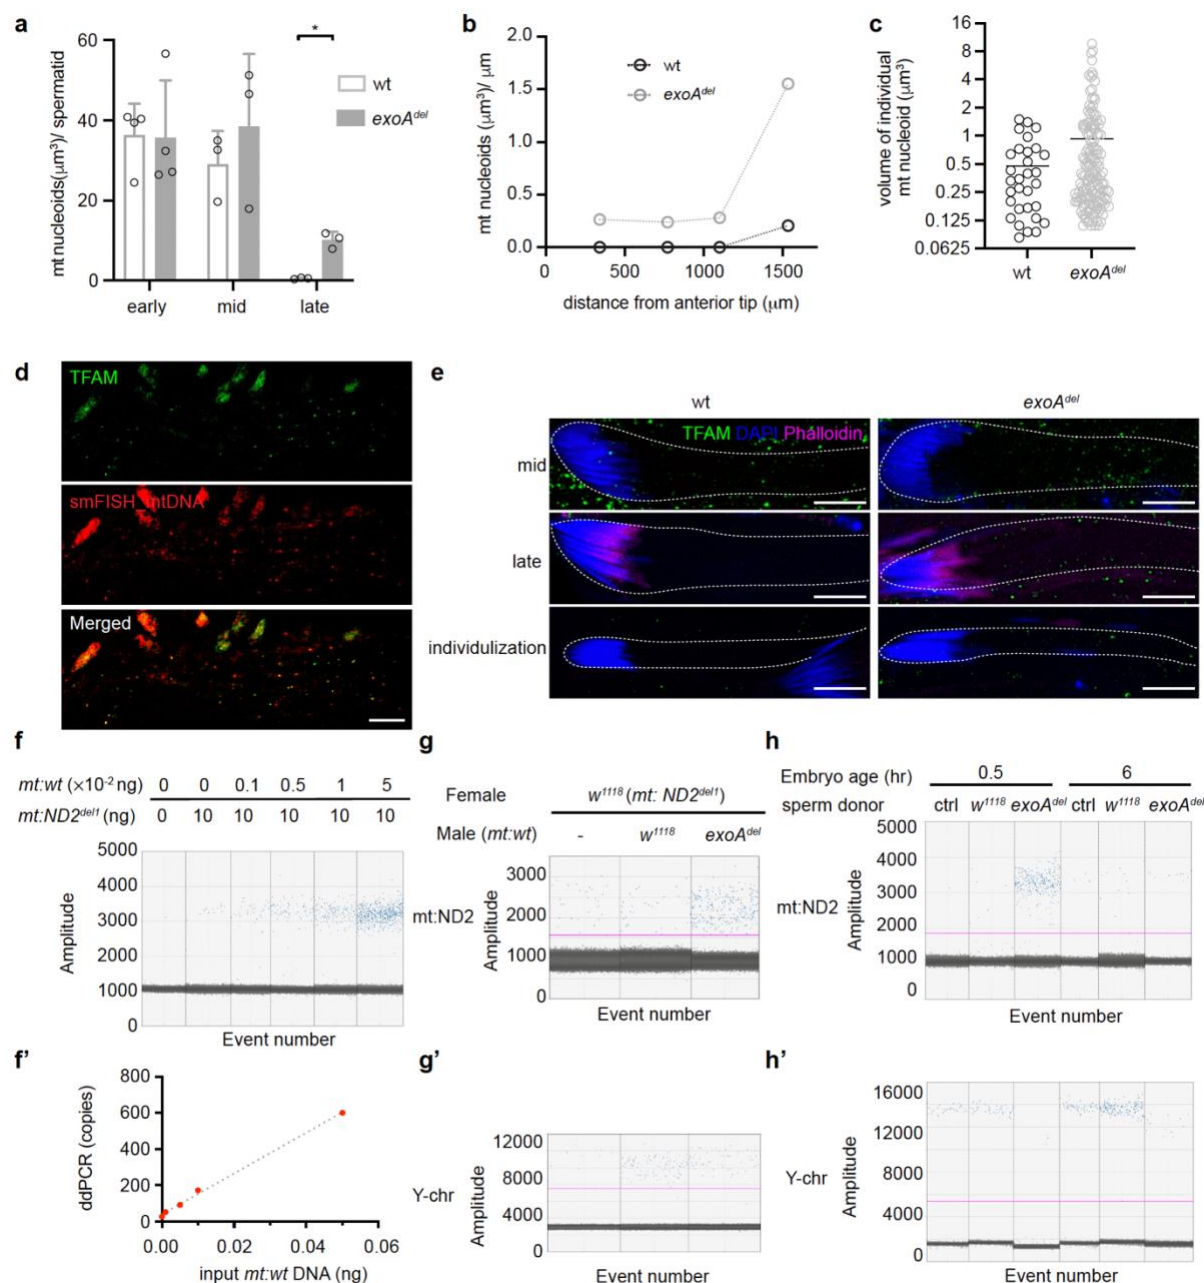 a
mt nucleoids(μm³)/ spermatid
60
40
20
0
*
wt
exoA^del
early mid late
b
mt nucleoids (μm³)/ μm
2.0
1.5
1.0
0.5
0.0
wt
exoA^del
0 500 1000 1500
distance from anterior tip (μm)
c
volume of individual
mt nucleoid (μm³)
16
8
4
2
1
0.5
0.25
0.125
0.0625
wt exoA^del
d
TFAM
smFISH_mtDNA
Merged
e
wt exoA^del
TFAM DAPI Phalloidin
mid
late
individulization
f
mt:wt (×10⁻² ng) 0 0 0.1 0.5 1 5
mt:ND2^del1 (ng) 0 10 10 10 10 10
Amplitude
5000
4000
3000
2000
1000
0
Event number
g
Female w^1118 (mt: ND2^del1)
Male (mt:wt) - w^1118 exoA^del
mt:ND2
Amplitude
3000
2000
1000
0
Event number
h
Embryo age (hr) 0.5 6
sperm donor ctrl w^1118 exoA^del ctrl w^1118 exoA^del
mt:ND2
Amplitude
5000
4000
3000
2000
1000
0
Event number
f'
ddPCR (copies)
800
600
400
200
0
0.00 0.02 0.04 0.06
input mt:wt DNA (ng)
g'
Y-chr
Amplitude
12000
8000
4000
0
Event number
h'
Y-chr
Amplitude
16000
12000
8000
4000
0
Event number